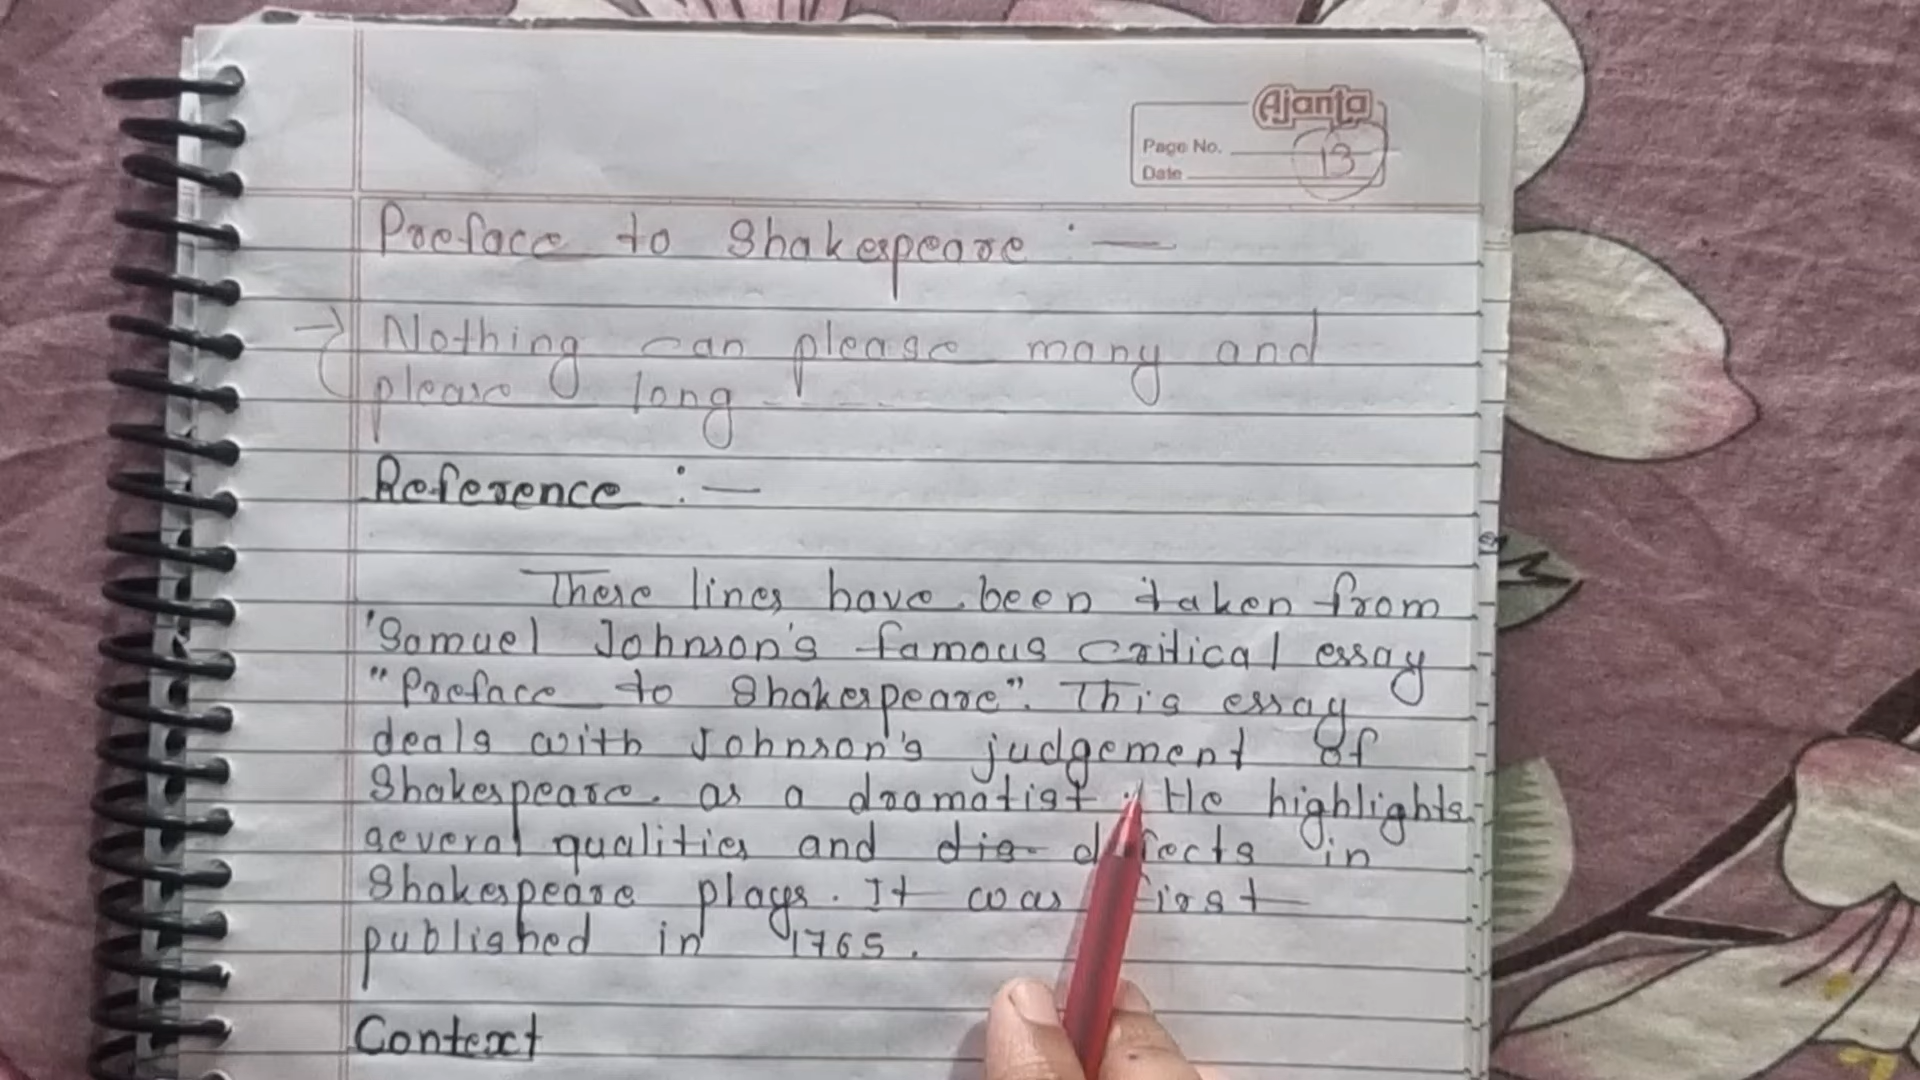 Ajanta
Page No. 13
Date
Preface to Shakespeare :—
→ Nothing can please many and
please long - - - - -
Reference :—
These lines have been taken from
'Samuel Johnson's famous critical essay
"Preface to Shakespeare". This essay
deals with Johnson's judgement of
Shakespeare. as a dramatist. He highlights
several qualities and dis- defects in
Shakespeare plays. It was first
published in 1765.
Context